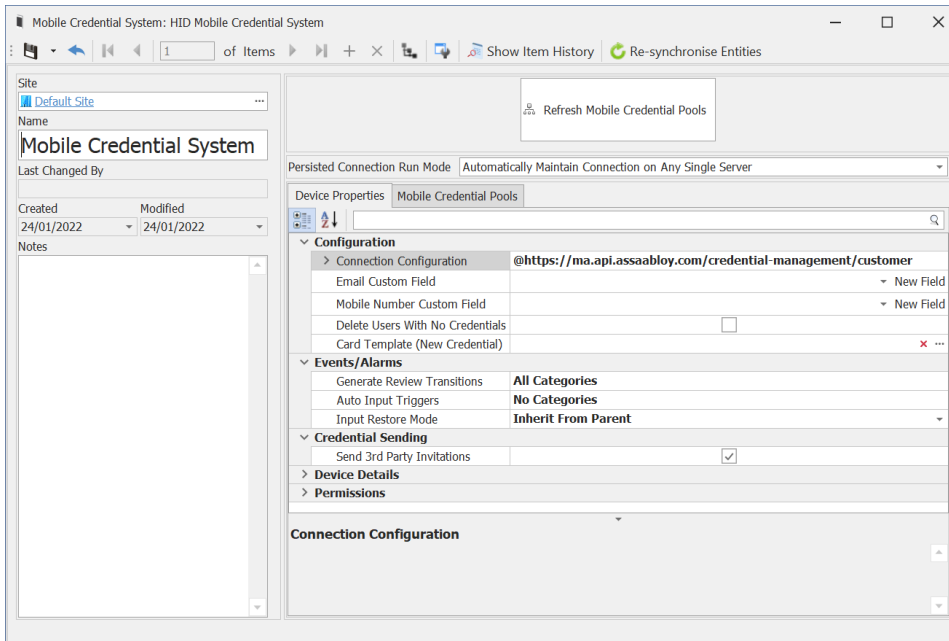 Mobile Credential System: HID Mobile Credential System
1 of Items Show Item History Re-synchronise Entities
Site
Default Site ...
Name
Mobile Credential System
Last Changed By
Created Modified
24/01/2022 24/01/2022
Notes
Refresh Mobile Credential Pools
Persisted Connection Run Mode Automatically Maintain Connection on Any Single Server
Device Properties Mobile Credential Pools
Configuration
Connection Configuration @https://ma.api.assaabloy.com/credential-management/customer
Email Custom Field New Field
Mobile Number Custom Field New Field
Delete Users With No Credentials
Card Template (New Credential) ...
Events/Alarms
Generate Review Transitions All Categories
Auto Input Triggers No Categories
Input Restore Mode Inherit From Parent
Credential Sending
Send 3rd Party Invitations
Device Details
Permissions
Connection Configuration